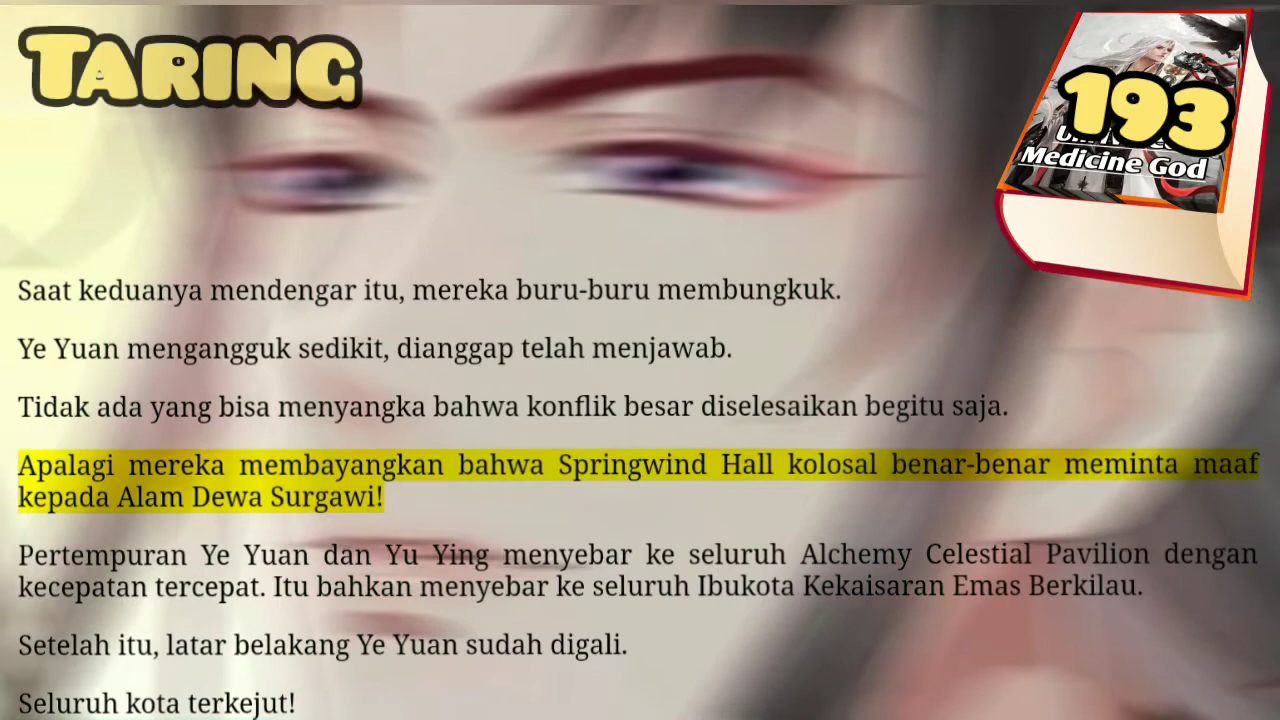 TARING
193
Medicine God
Saat keduanya mendengar itu, mereka buru-buru membungkuk.
Ye Yuan mengangguk sedikit, dianggap telah menjawab.
Tidak ada yang bisa menyangka bahwa konflik besar diselesaikan begitu saja.
Apalagi mereka membayangkan bahwa Springwind Hall kolosal benar-benar meminta maaf
kepada Alam Dewa Surgawi!
Pertempuran Ye Yuan dan Yu Ying menyebar ke seluruh Alchemy Celestial Pavilion dengan
kecepatan tercepat. Itu bahkan menyebar ke seluruh Ibukota Kekaisaran Emas Berkilau.
Setelah itu, latar belakang Ye Yuan sudah digali.
Seluruh kota terkejut!